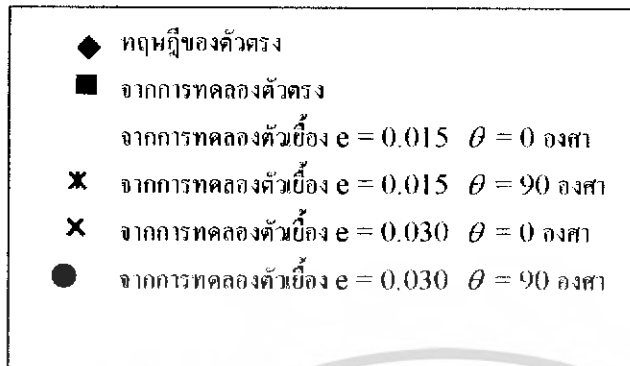 ทฤษฎีของตัวตรง
จากการทดลองตัวตรง
จากการทดลองตัวเยื้อง e = 0.015 θ = 0 องศา
จากการทดลองตัวเยื้อง e = 0.015 θ = 90 องศา
จากการทดลองตัวเยื้อง e = 0.030 θ = 0 องศา
จากการทดลองตัวเยื้อง e = 0.030 θ = 90 องศา